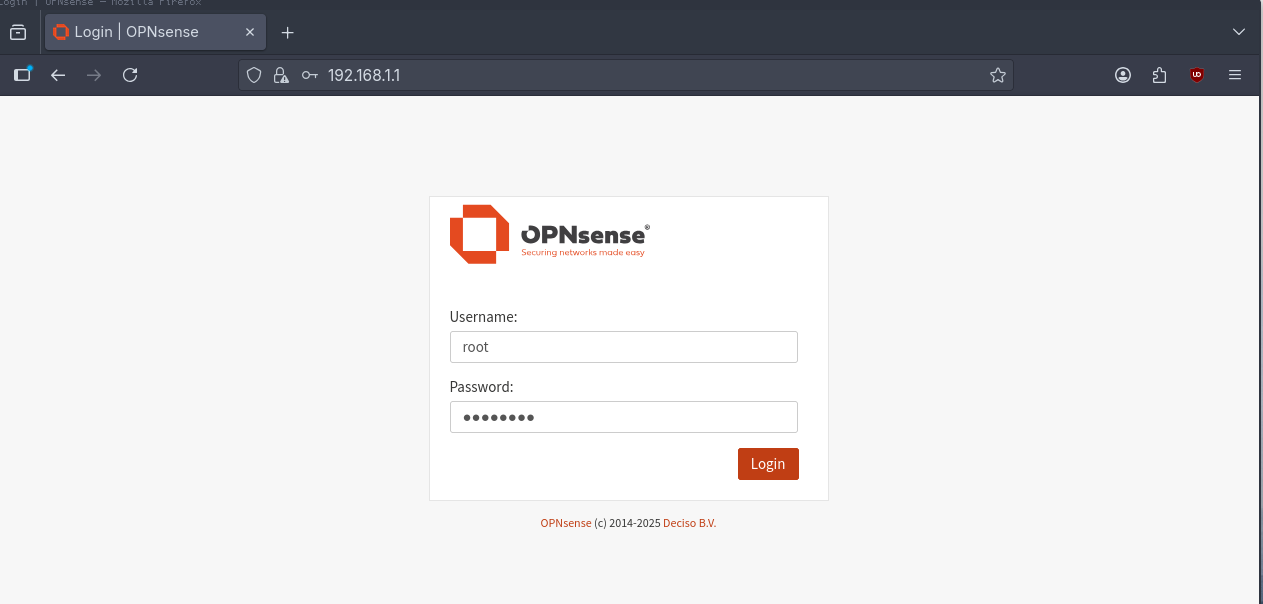 Login | OPNsense — Mozilla Firefox
Login | OPNsense
192.168.1.1
OPNsense®
Securing networks made easy
Username:
root
Password:
••••••••
Login
OPNsense (c) 2014-2025 Deciso B.V.